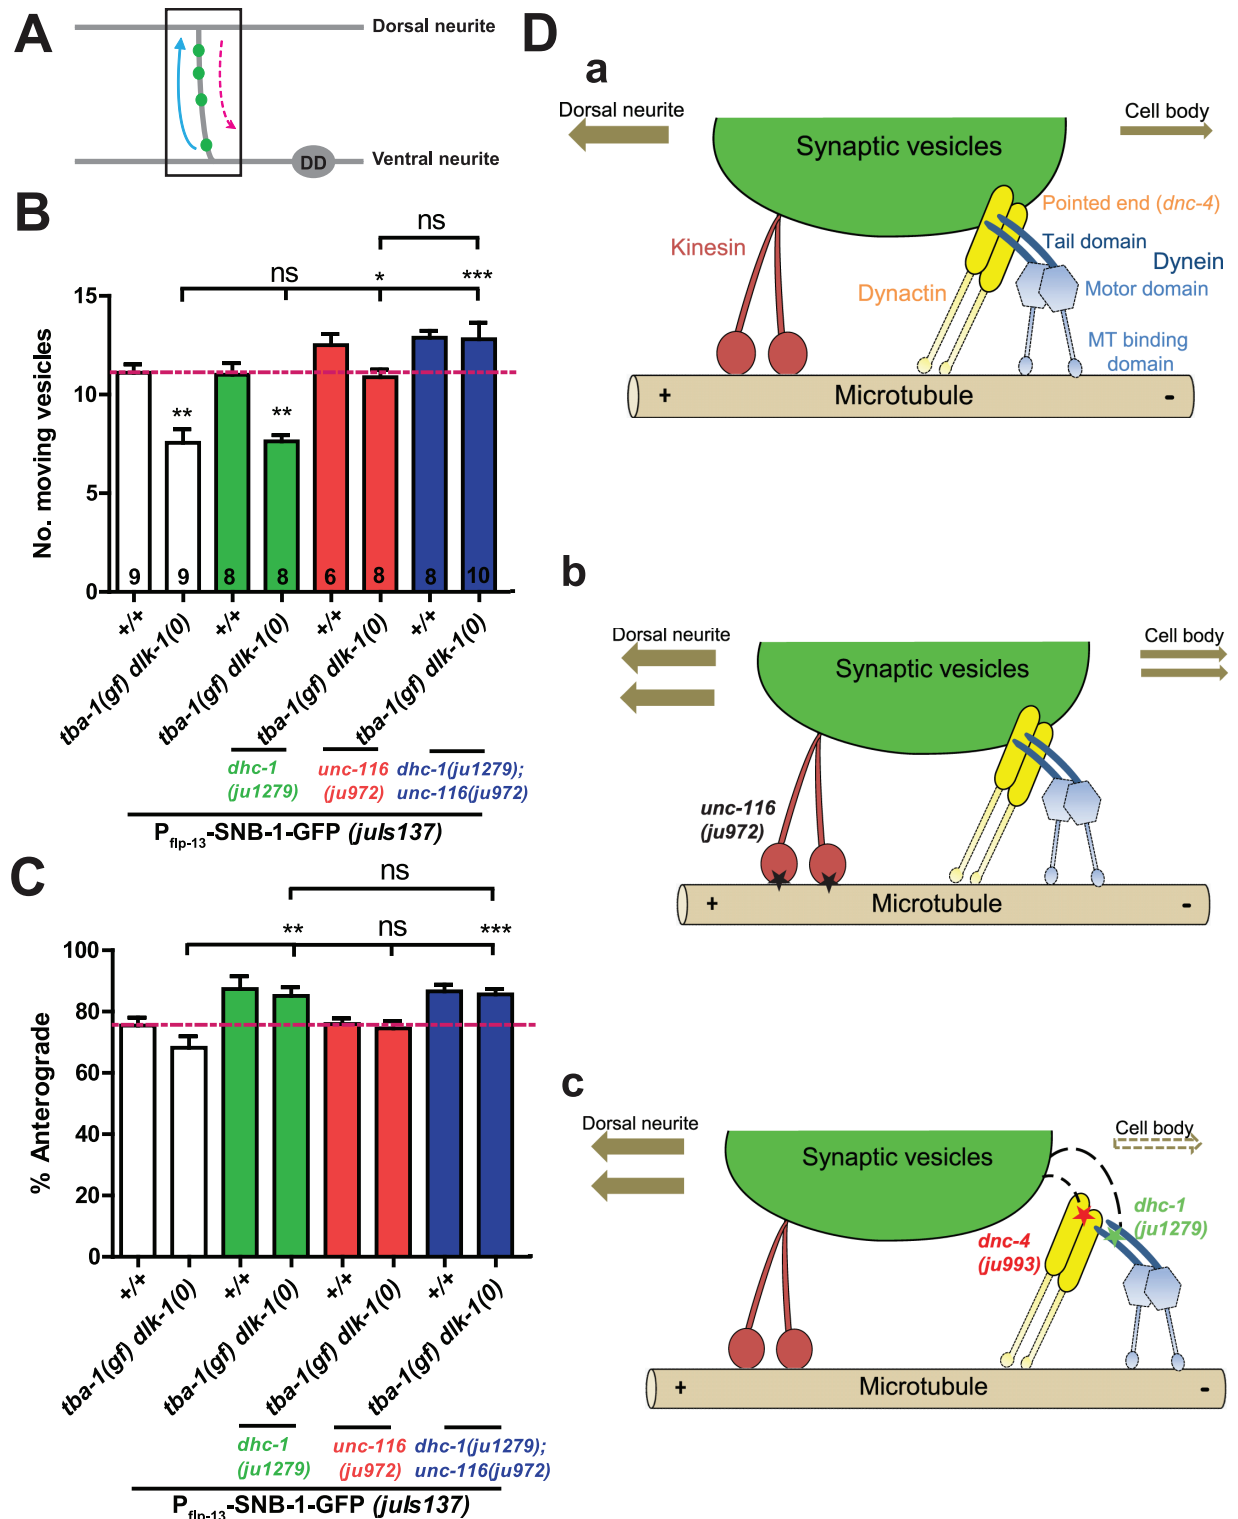 A
Dorsal neurite
Ventral neurite
DD
B
ns
ns
*
***
No. moving vesicles
15
10
5
0
**
**
9
9
8
8
6
8
8
10
+/+
tba-1(gf) dlk-1(0)
+/+
tba-1(gf) dlk-1(0)
+/+
tba-1(gf) dlk-1(0)
+/+
tba-1(gf) dlk-1(0)
dhc-1
(ju1279)
unc-116
(ju972)
dhc-1(ju1279);
unc-116(ju972)
Pflp-13-SNB-1-GFP (juIs137)
C
ns
**
ns
***
% Anterograde
100
80
60
40
20
0
+/+
tba-1(gf) dlk-1(0)
+/+
tba-1(gf) dlk-1(0)
+/+
tba-1(gf) dlk-1(0)
+/+
tba-1(gf) dlk-1(0)
dhc-1
(ju1279)
unc-116
(ju972)
dhc-1(ju1279);
unc-116(ju972)
Pflp-13-SNB-1-GFP (juIs137)
D
a
Dorsal neurite
Cell body
Synaptic vesicles
Pointed end (dnc-4)
Kinesin
Tail domain
Dynein
Dynactin
Motor domain
MT binding
domain
+
Microtubule
-
b
Dorsal neurite
Cell body
Synaptic vesicles
unc-116
(ju972)
+
Microtubule
-
c
Dorsal neurite
Cell body
Synaptic vesicles
dhc-1
(ju1279)
dnc-4
(ju993)
+
Microtubule
-